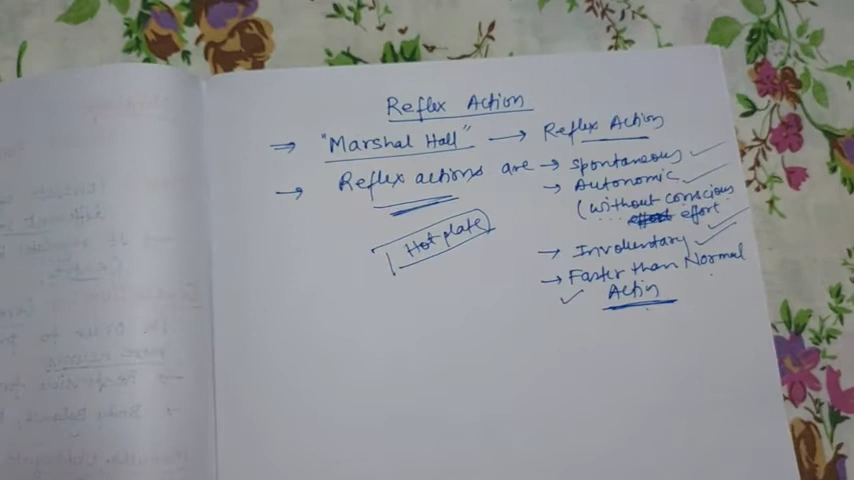 Reflex Action
⇒ "Marshal Hall" → Reflex Action
→ Reflex actions are → spontaneous ✓
→ Autonomic ✓
(without conscious
effort
Hot plate
→ Involuntary ✓
→ Faster than Normal
✓ Action